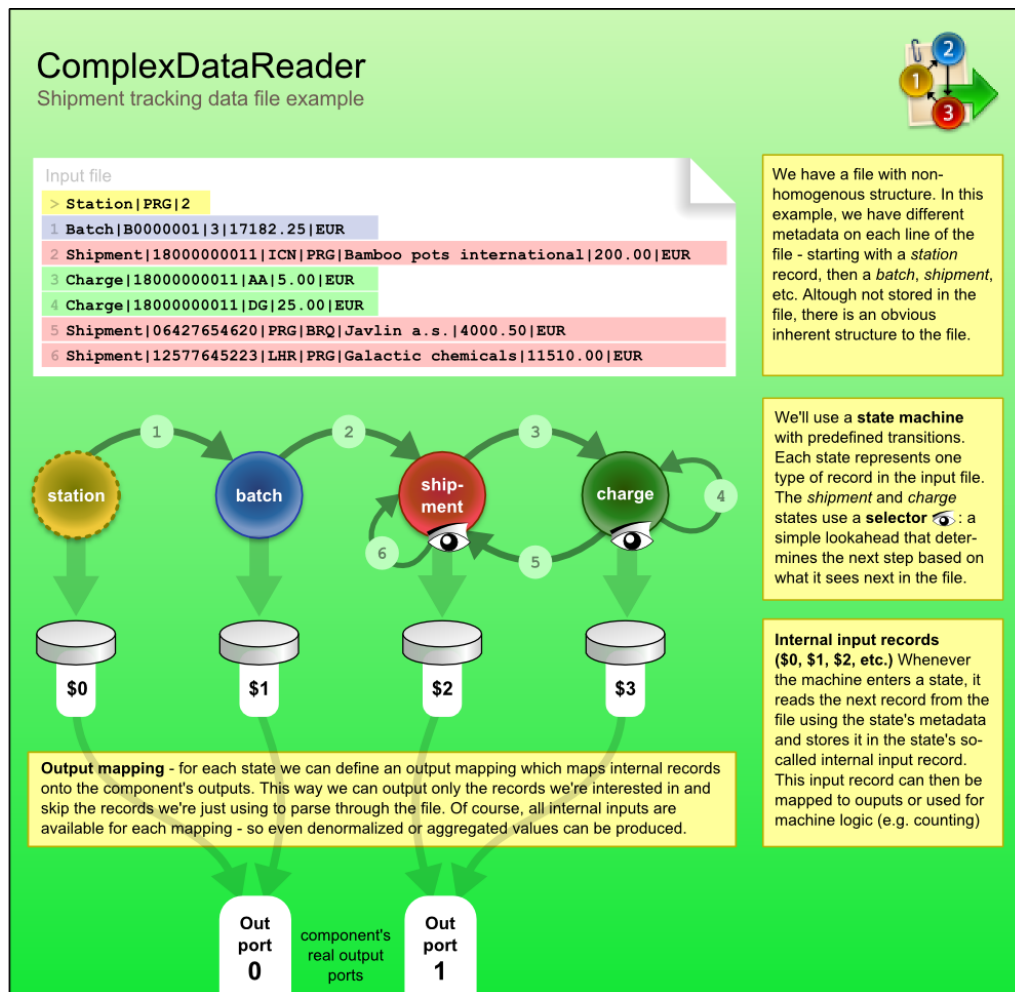 ComplexDataReader
Shipment tracking data file example
2
1
3
Input file
> Station|PRG|2
1 Batch|B0000001|3|17182.25|EUR
2 Shipment|18000000011|ICN|PRG|Bamboo pots international|200.00|EUR
3 Charge|18000000011|AA|5.00|EUR
4 Charge|18000000011|DG|25.00|EUR
5 Shipment|06427654620|PRG|BRQ|Javlin a.s.|4000.50|EUR
6 Shipment|12577645223|LHR|PRG|Galactic chemicals|11510.00|EUR
We have a file with non-
homogenous structure. In this
example, we have different
metadata on each line of the
file - starting with a station
record, then a batch, shipment,
etc. Altough not stored in the
file, there is an obvious
inherent structure to the file.
1
2
3
station
batch
ship-
ment
charge
4
6
5
We'll use a state machine
with predefined transitions.
Each state represents one
type of record in the input file.
The shipment and charge
states use a selector : a
simple lookahead that deter-
mines the next step based on
what it sees next in the file.
$0
$1
$2
$3
Internal input records
($0, $1, $2, etc.) Whenever
the machine enters a state, it
reads the next record from the
file using the state's metadata
and stores it in the state's so-
called internal input record.
This input record can then be
mapped to ouputs or used for
machine logic (e.g. counting)
Output mapping - for each state we can define an output mapping which maps internal records
onto the component's outputs. This way we can output only the records we're interested in and
skip the records we're just using to parse through the file. Of course, all internal inputs are
available for each mapping - so even denormalized or aggregated values can be produced.
Out
port
0
component's
real output
ports
Out
port
1